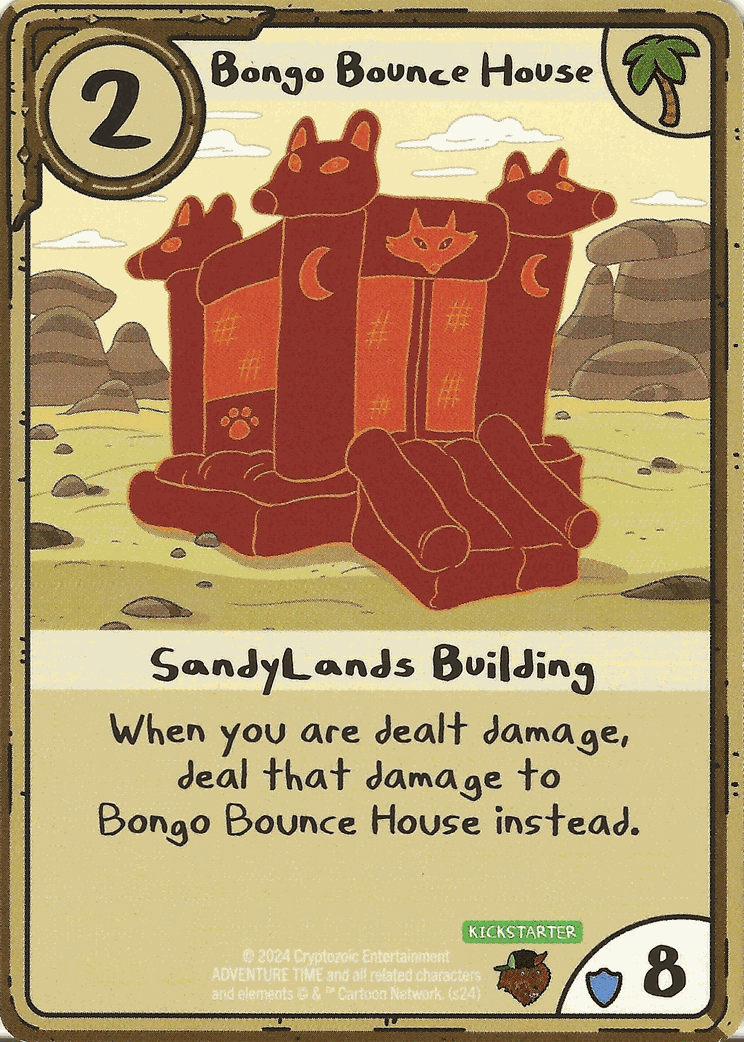 2
Bongo Bounce House
SandyLands Building
When you are dealt damage,
deal that damage to
Bongo Bounce House instead.
KICKSTARTER
© 2024 Cryptozoic Entertainment
ADVENTURE TIME and all related characters
and elements © & ™ Cartoon Network. (s24)
8